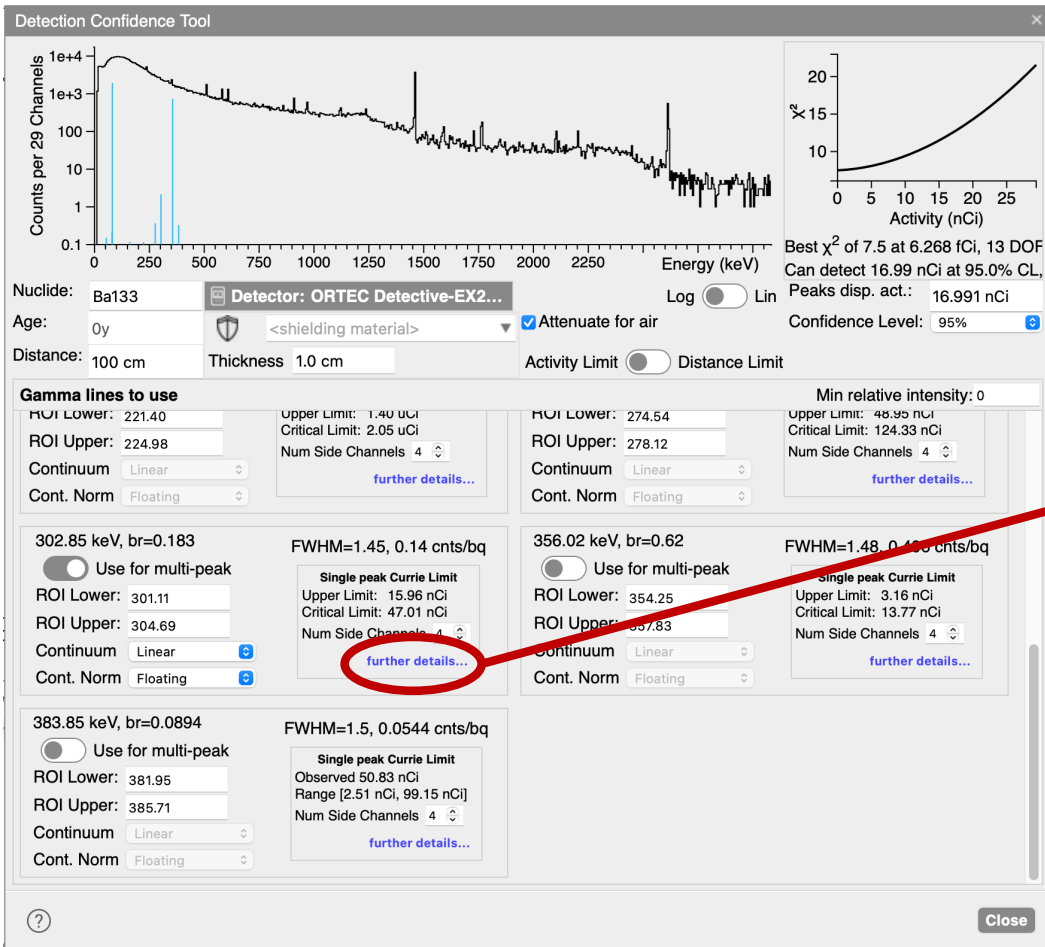 Detection Confidence Tool ×
Counts per 29 Channels
1e+4
1e+3
100
10
1
0.1
0 250 500 750 1000 1250 1500 1750 2000 2250 Energy (keV)
χ²
20
15
10
0 5 10 15 20 25
Activity (nCi)
Best χ² of 7.5 at 6.268 fCi, 13 DOF
Can detect 16.99 nCi at 95.0% CL,
Nuclide: Ba133
Detector: ORTEC Detective-EX2...
Log Lin
Peaks disp. act.: 16.991 nCi
Age: 0y
<shielding material>
Attenuate for air
Confidence Level: 95%
Distance: 100 cm
Thickness 1.0 cm
Activity Limit Distance Limit
Gamma lines to use
Min relative intensity: 0
ROI Lower: 221.40
Upper Limit: 1.40 uCi
Critical Limit: 2.05 uCi
ROI Upper: 224.98
Num Side Channels 4
Continuum Linear
further details...
Cont. Norm Floating
ROI Lower: 274.54
Upper Limit: 48.95 nCi
Critical Limit: 124.33 nCi
ROI Upper: 278.12
Num Side Channels 4
Continuum Linear
further details...
Cont. Norm Floating
302.85 keV, br=0.183
FWHM=1.45, 0.14 cnts/bq
Use for multi-peak
Single peak Currie Limit
ROI Lower: 301.11
Upper Limit: 15.96 nCi
Critical Limit: 47.01 nCi
ROI Upper: 304.69
Num Side Channels 4
Continuum Linear
further details...
Cont. Norm Floating
356.02 keV, br=0.62
FWHM=1.48, cnts/bq
Use for multi-peak
Single peak Currie Limit
ROI Lower: 354.25
Upper Limit: 3.16 nCi
Critical Limit: 13.77 nCi
ROI Upper: 357.83
Num Side Channels 4
Continuum Linear
further details...
Cont. Norm Floating
383.85 keV, br=0.0894
FWHM=1.5, 0.0544 cnts/bq
Use for multi-peak
Single peak Currie Limit
ROI Lower: 381.95
Observed 50.83 nCi
Range [2.51 nCi, 99.15 nCi]
ROI Upper: 385.71
Num Side Channels 4
Continuum Linear
further details...
Cont. Norm Floating
?
Close